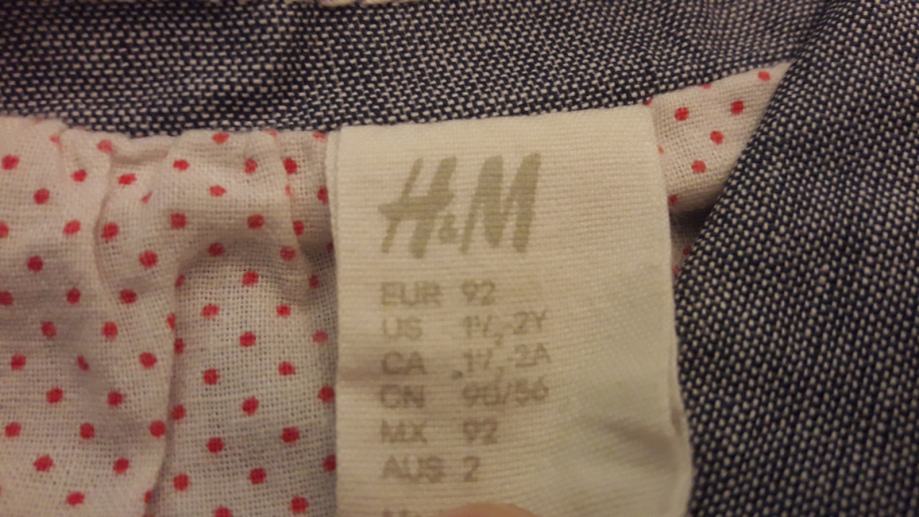 H&M
EUR 92
US 1½-2Y
CA 1½-2A
CN 90/56
MX 92
AUS 2